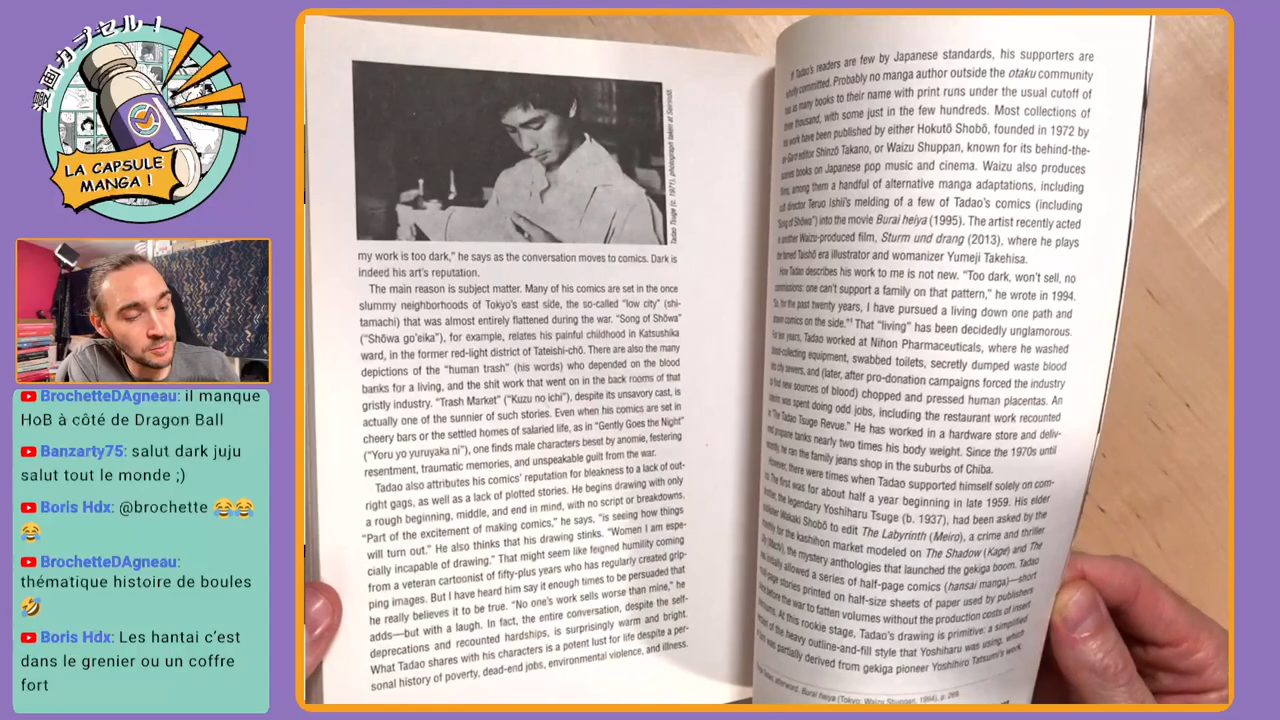 漫画カプセル！
LA CAPSULE
MANGA !
BrochetteDAgneau: il manque
HoB à côté de Dragon Ball
Banzarty75: salut dark juju
salut tout le monde ;)
Boris Hdx: @brochette 😂😂
😂
BrochetteDAgneau:
thématique histoire de boules
🤣
Boris Hdx: Les hantai c’est
dans le grenier ou un coffre
fort
Tadao Tsuge (c. 1971), photograph taken at Seirindō.
my work is too dark,” he says as the conversation moves to comics. Dark is
indeed his art’s reputation.
The main reason is subject matter. Many of his comics are set in the once
slummy neighborhoods of Tokyo’s east side, the so-called “low city” (shi-
tamachi) that was almost entirely flattened during the war. “Song of Shōwa”
(“Shōwa go’eika”), for example, relates his painful childhood in Katsushika
ward, in the former red-light district of Tateishi-chō. There are also the many
depictions of the “human trash” (his words) who depended on the blood
banks for a living, and the shit work that went on in the back rooms of that
gristly industry. “Trash Market” (“Kuzu no ichi”), despite its unsavory cast, is
actually one of the sunnier of such stories. Even when his comics are set in
cheery bars or the settled homes of salaried life, as in “Gently Goes the Night”
(“Yoru yo yuruyaka ni”), one finds male characters beset by anomie, festering
resentment, traumatic memories, and unspeakable guilt from the war.
Tadao also attributes his comics’ reputation for bleakness to a lack of out-
right gags, as well as a lack of plotted stories. He begins drawing with only
a rough beginning, middle, and end in mind, with no script or breakdowns.
“Part of the excitement of making comics,” he says, “is seeing how things
will turn out.” He also thinks that his drawing stinks. “Women I am espe-
cially incapable of drawing.” That might seem like feigned humility coming
from a veteran cartoonist of fifty-plus years who has regularly created grip-
ping images. But I have heard him say it enough times to be persuaded that
he really believes it to be true. “No one’s work sells worse than mine,” he
adds—but with a laugh. In fact, the entire conversation, despite the self-
deprecations and recounted hardships, is surprisingly warm and bright.
What Tadao shares with his characters is a potent lust for life despite a per-
sonal history of poverty, dead-end jobs, environmental violence, and illness.
If Tadao’s readers are few by Japanese standards, his supporters are
wholly committed. Probably no manga author outside the otaku community
has as many books to their name with print runs under the usual cutoff of
three thousand, with some just in the few hundreds. Most collections of
his work have been published by either Hokutō Shobō, founded in 1972 by
ex-Garo editor Shinzō Takano, or Waizu Shuppan, known for its behind-the-
scenes books on Japanese pop music and cinema. Waizu also produces
films, among them a handful of alternative manga adaptations, including
cult director Teruo Ishii’s melding of a few of Tadao’s comics (including
“Song of Shōwa”) into the movie Burai heiya (1995). The artist recently acted
in another Waizu-produced film, Sturm und drang (2013), where he plays
the famed Taishō era illustrator and womanizer Yumeji Takehisa.
How Tadao describes his work to me is not new. “Too dark, won’t sell, no
commissions: one can’t support a family on that pattern,” he wrote in 1994.
“So, for the past twenty years, I have pursued a living down one path and
drawn comics on the side.”¹ That “living” has been decidedly unglamorous.
For ten years, Tadao worked at Nihon Pharmaceuticals, where he washed
blood-collecting equipment, swabbed toilets, secretly dumped waste blood
into city sewers, and (later, after pro-donation campaigns forced the industry
to find new sources of blood) chopped and pressed human placentas. An
was spent doing odd jobs, including the restaurant work recounted
in “The Tadao Tsuge Revue.” He has worked in a hardware store and deliv-
propane tanks nearly two times his body weight. Since the 1970s until
recently, he ran the family jeans shop in the suburbs of Chiba.
However, there were times when Tadao supported himself solely on com-
ics. The first was for about half a year beginning in late 1959. His elder
brother, the legendary Yoshiharu Tsuge (b. 1937), had been asked by the
publisher Wakaki Shobō to edit The Labyrinth (Meiro), a crime and thriller
monthly for the kashihon market modeled on The Shadow (Kage) and The
City (Machi), the mystery anthologies that launched the gekiga boom. Tadao
was initially allowed a series of half-page comics (hansai manga)—short
multi-page stories printed on half-size sheets of paper used by publishers
since before the war to fatten volumes without the production costs of insert
premiums. At this rookie stage, Tadao’s drawing is primitive: a simplified
version of the heavy outline-and-fill style that Yoshiharu was using, which
in turn was partially derived from gekiga pioneer Yoshihiro Tatsumi’s work.
afterword, Burai heiya (Tokyo: Waizu Shuppan, 1994), p. 268.